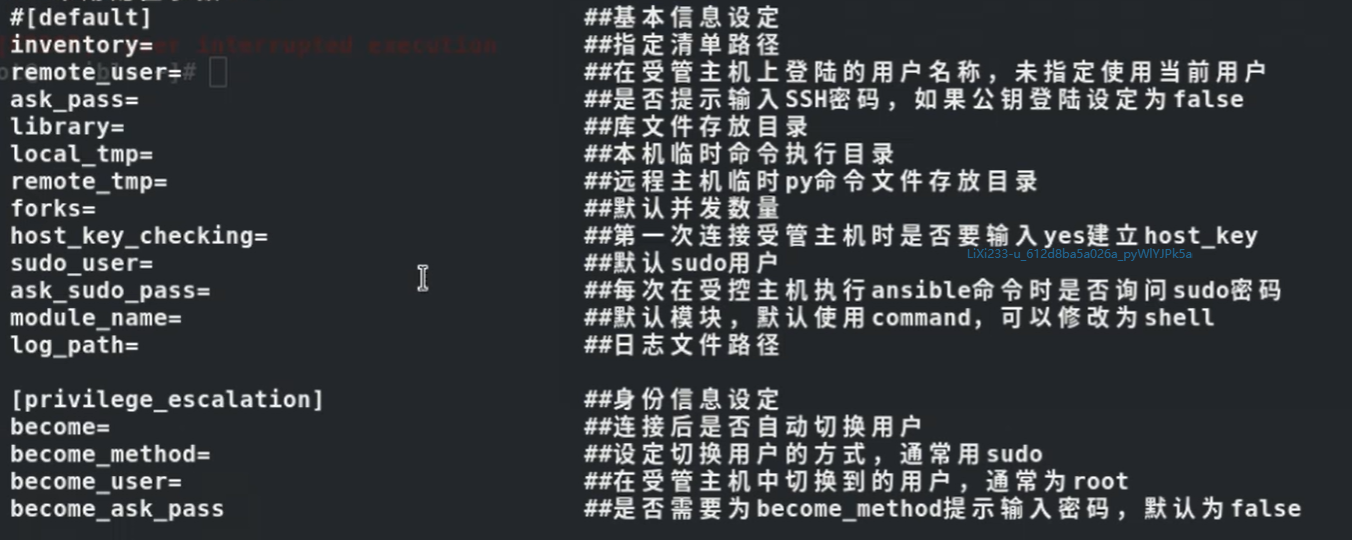 #[default] ##基本信息设定
inventory= ##指定清单路径
remote_user= ##在受管主机上登陆的用户名称，未指定使用当前用户
ask_pass= ##是否提示输入SSH密码，如果公钥登陆设定为false
library= ##库文件存放目录
local_tmp= ##本机临时命令执行目录
remote_tmp= ##远程主机临时py命令文件存放目录
forks= ##默认并发数量
host_key_checking= ##第一次连接受管主机时是否要输入yes建立host_key
LiXi233-u_612d8ba5a026a_pyWlYJPk5a
sudo_user= ##默认sudo用户
ask_sudo_pass= ##每次在受控主机执行ansible命令时是否询问sudo密码
module_name= ##默认模块，默认使用command，可以修改为shell
log_path= ##日志文件路径
[privilege_escalation] ##身份信息设定
become= ##连接后是否自动切换用户
become_method= ##设定切换用户的方式，通常用sudo
become_user= ##在受管主机中切换到的用户，通常为root
become_ask_pass ##是否需要为become_method提示输入密码，默认为false
interrupted execution